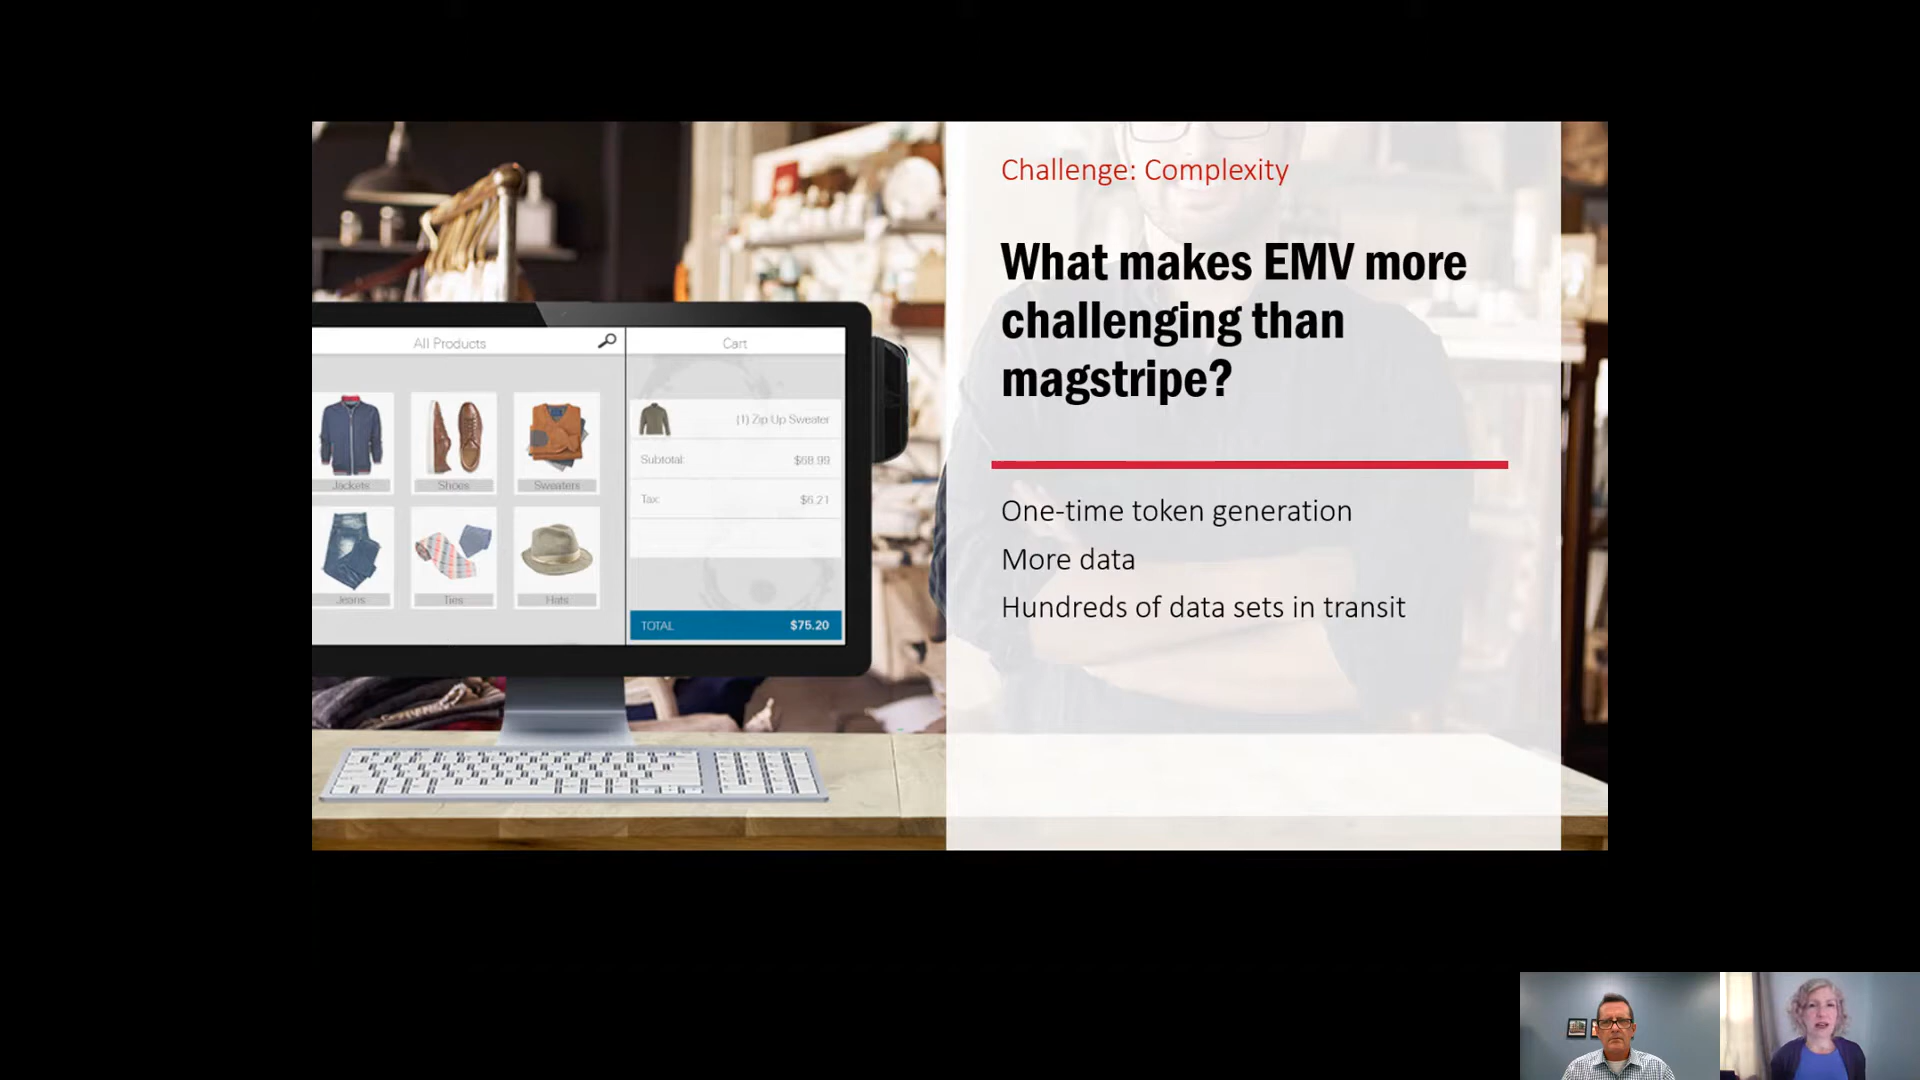 All Products
Cart
Jackets
Shoes
Sweaters
Jeans
Ties
Hats
(1) Zip Up Sweater
Subtotal: $68.99
Tax: $6.21
TOTAL $75.20
Challenge: Complexity
What makes EMV more
challenging than
magstripe?
One-time token generation
More data
Hundreds of data sets in transit